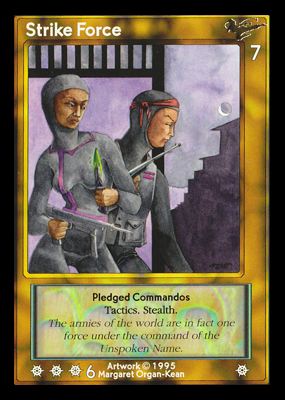 Strike Force
7
Pledged Commandos
Tactics. Stealth.
The armies of the world are in fact one
force under the command of the
Unspoken Name.
6
Artwork © 1995
Margaret Organ-Kean